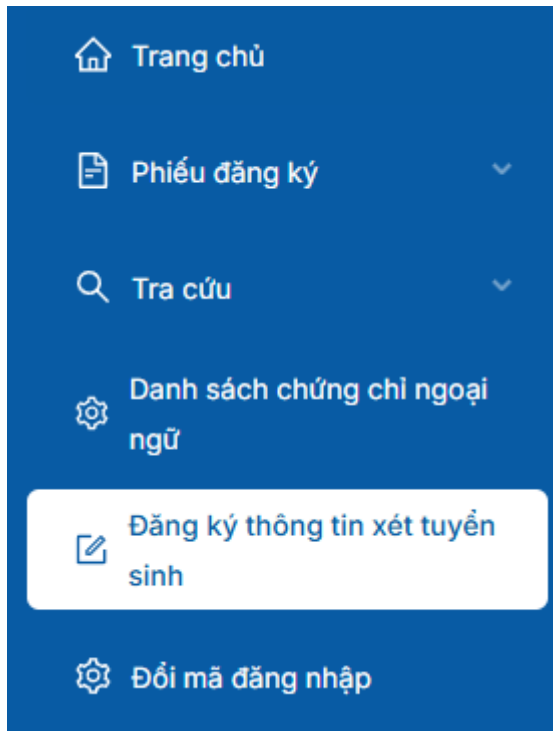 Trang chủ
Phiếu đăng ký
Tra cứu
Danh sách chứng chỉ ngoại
ngữ
Đăng ký thông tin xét tuyển
sinh
Đổi mã đăng nhập